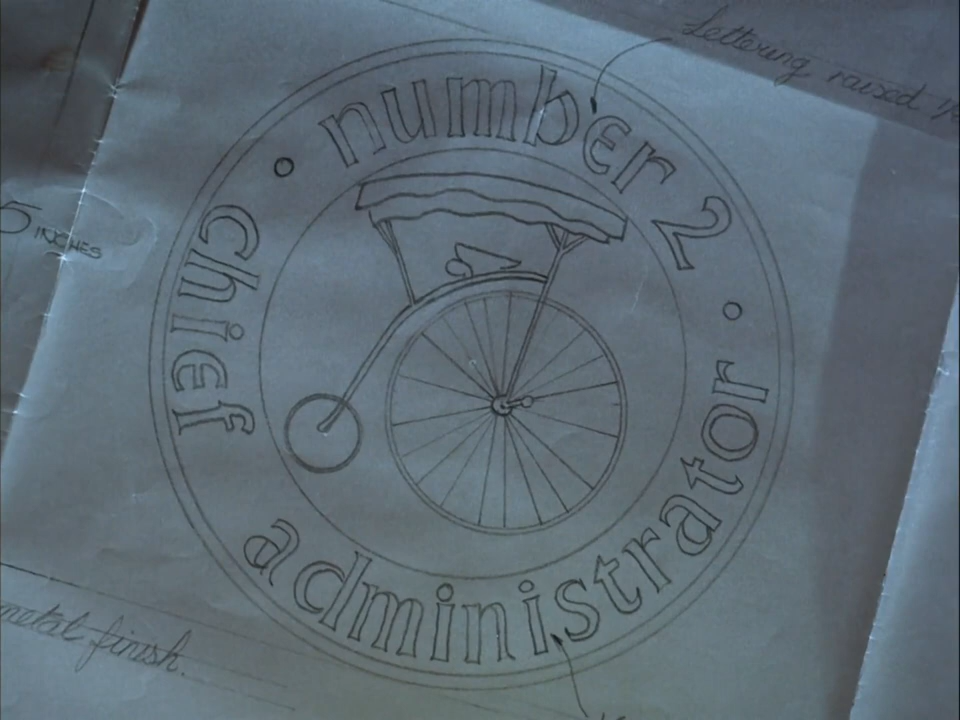 Lettering raised
number 2
5 INCHES
chief
administrator
metal finish.